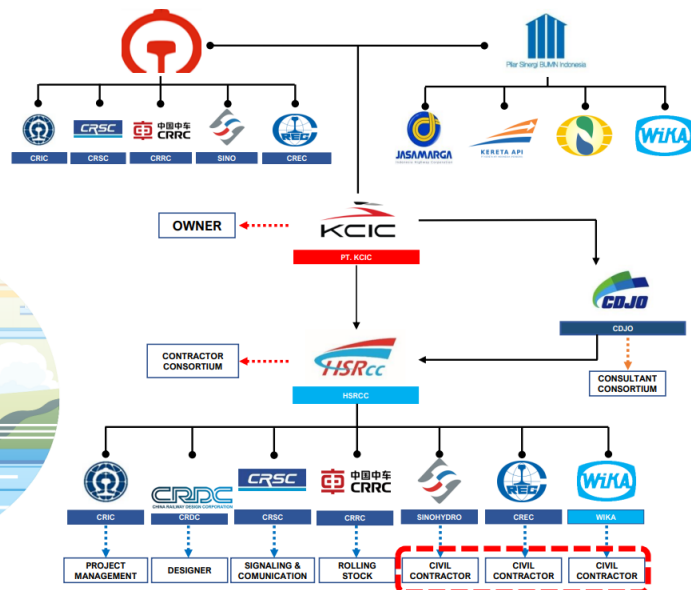 Pilar Sinergi BUMN Indonesia
CRSC
中国中车
CRRC
REG
CRIC
CRSC
CRRC
SINO
CREC
JASAMARGA
KERETA API
WiKA
OWNER
KCIC
PT. KCIC
CDJO
CDJO
CONTRACTOR
CONSORTIUM
HSRcc
HSRCC
CONSULTANT
CONSORTIUM
CRDC
CHINA RAILWAY DESIGN CORPORATION
CRSC
中国中车
CRRC
REG
WiKA
CRIC
CRDC
CRSC
CRRC
SINOHYDRO
CREC
WIKA
PROJECT
MANAGEMENT
DESIGNER
SIGNALING &
COMUNICATION
ROLLING
STOCK
CIVIL
CONTRACTOR
CIVIL
CONTRACTOR
CIVIL
CONTRACTOR